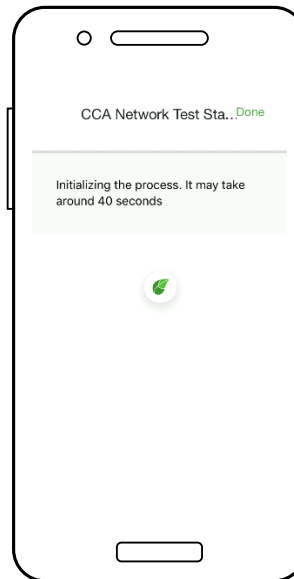 CCA Network Test Sta... Done
Initializing the process. It may take
around 40 seconds